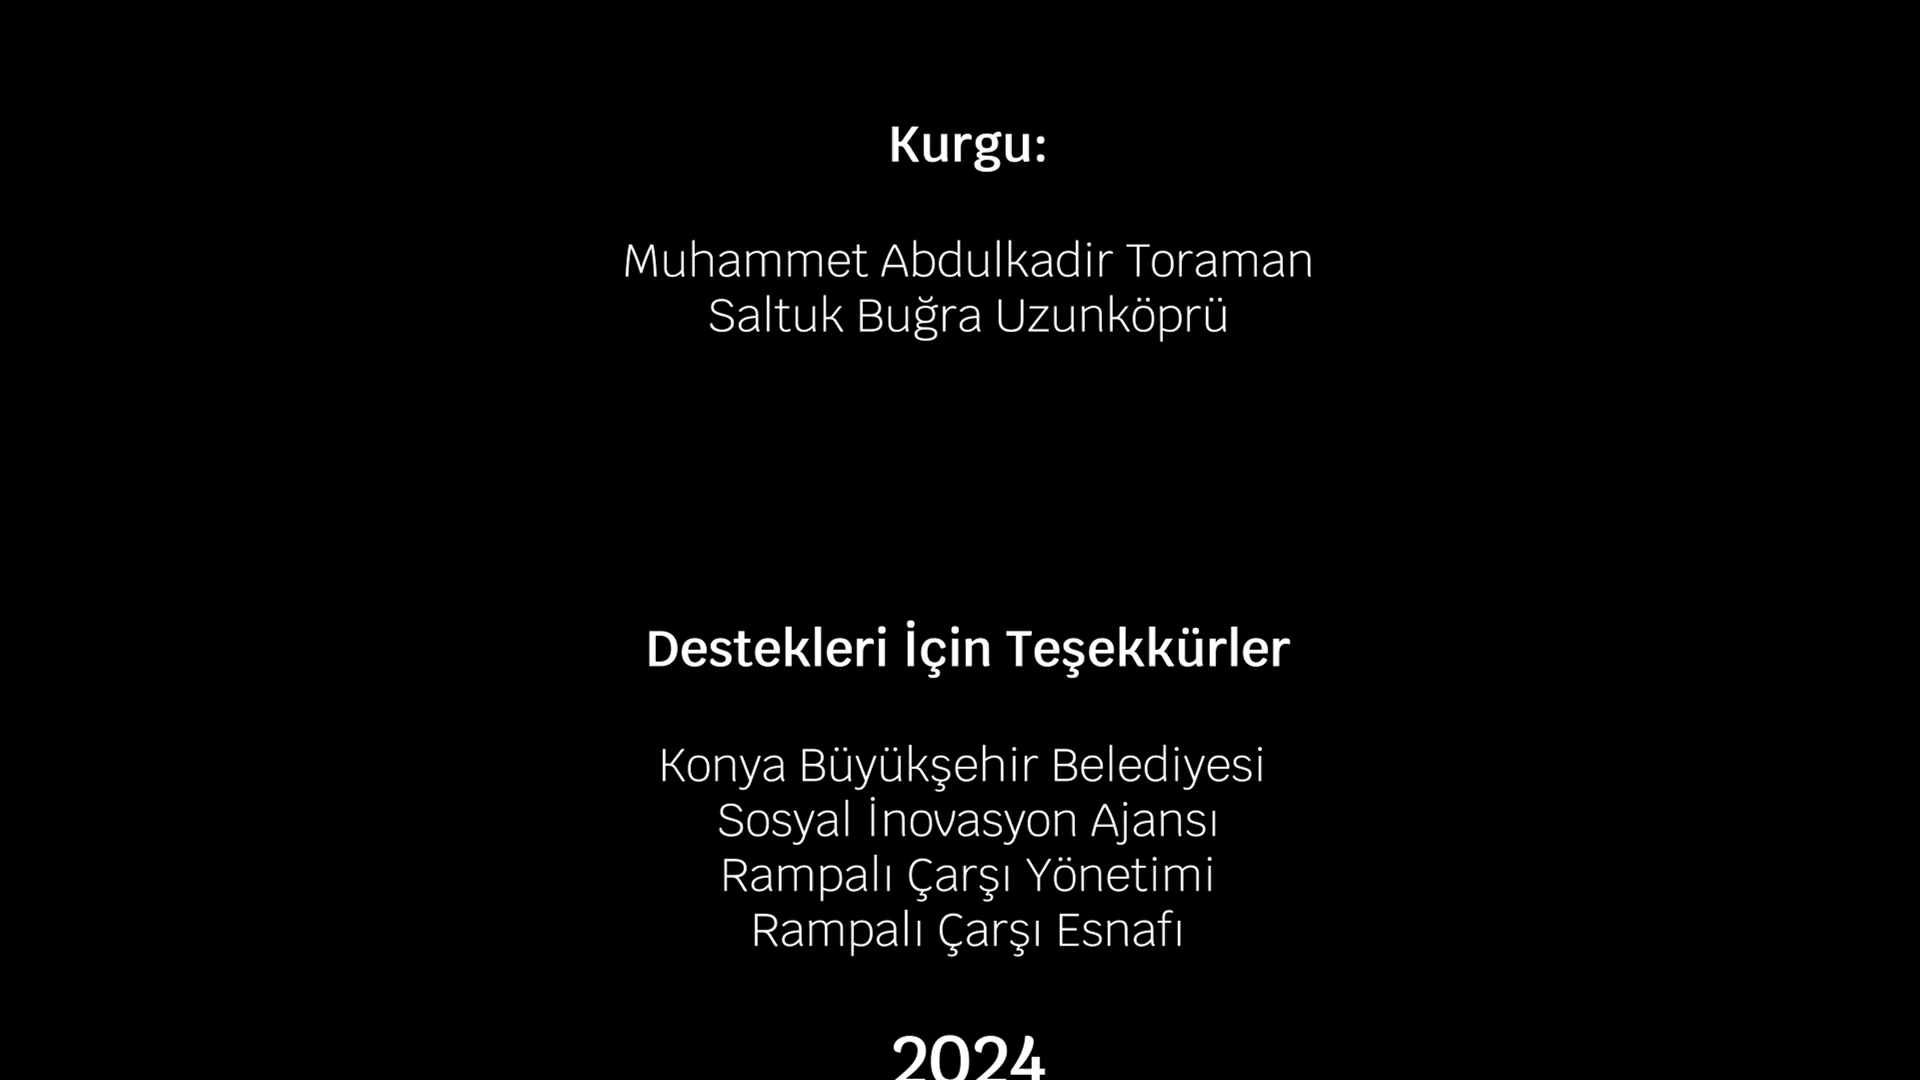 Kurgu:
Muhammet Abdulkadir Toraman
Saltuk Buğra Uzunköprü
Destekleri İçin Teşekkürler
Konya Büyükşehir Belediyesi
Sosyal İnovasyon Ajansı
Rampalı Çarşı Yönetimi
Rampalı Çarşı Esnafı
2024